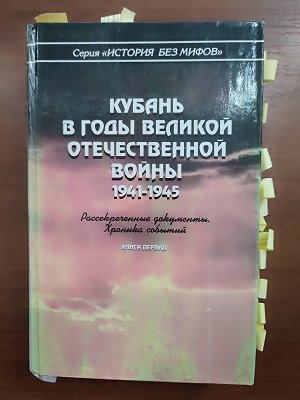 Серия «ИСТОРИЯ БЕЗ МИФОВ»
КУБАНЬ
В ГОДЫ ВЕЛИКОЙ
ОТЕЧЕСТВЕННОЙ
ВОЙНЫ
1941-1945
Рассекреченные документы.
Хроника событий
КНИГА ПЕРВАЯ